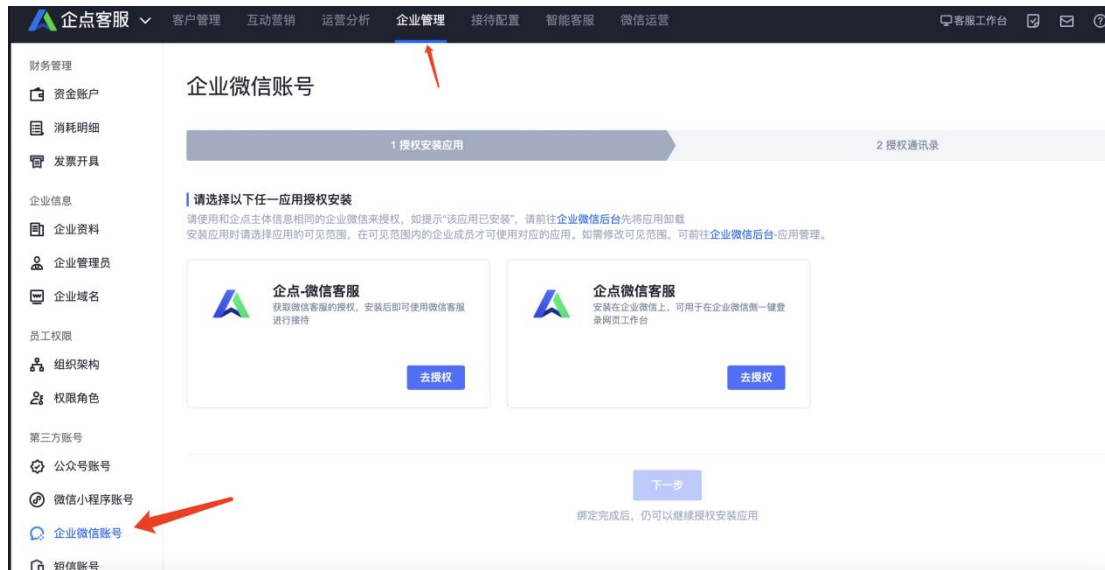 企点客服
客户管理 互动营销 运营分析 企业管理 接待配置 智能客服 微信运营
客服工作台
财务管理
资金账户
消耗明细
发票开具
企业信息
企业资料
企业管理员
企业域名
员工权限
组织架构
权限角色
第三方账号
公众号账号
微信小程序账号
企业微信账号
短信账号
企业微信账号
1 授权安装应用
2 授权通讯录
请选择以下任一应用授权安装
请使用和企点主体信息相同的企业微信来授权，如提示“该应用已安装”，请前往企业微信后台先将应用卸载
安装应用时请选择应用的可见范围，在可见范围内的企业成员才可使用对应的应用。如需修改可见范围，可前往企业微信后台-应用管理。
企点-微信客服
获取微信客服的授权，安装后即可使用微信客服
进行接待
去授权
企点微信客服
安装在企业微信上，可用于在企业微信侧一键登
录网页工作台
去授权
下一步
绑定完成后，仍可以继续授权安装应用